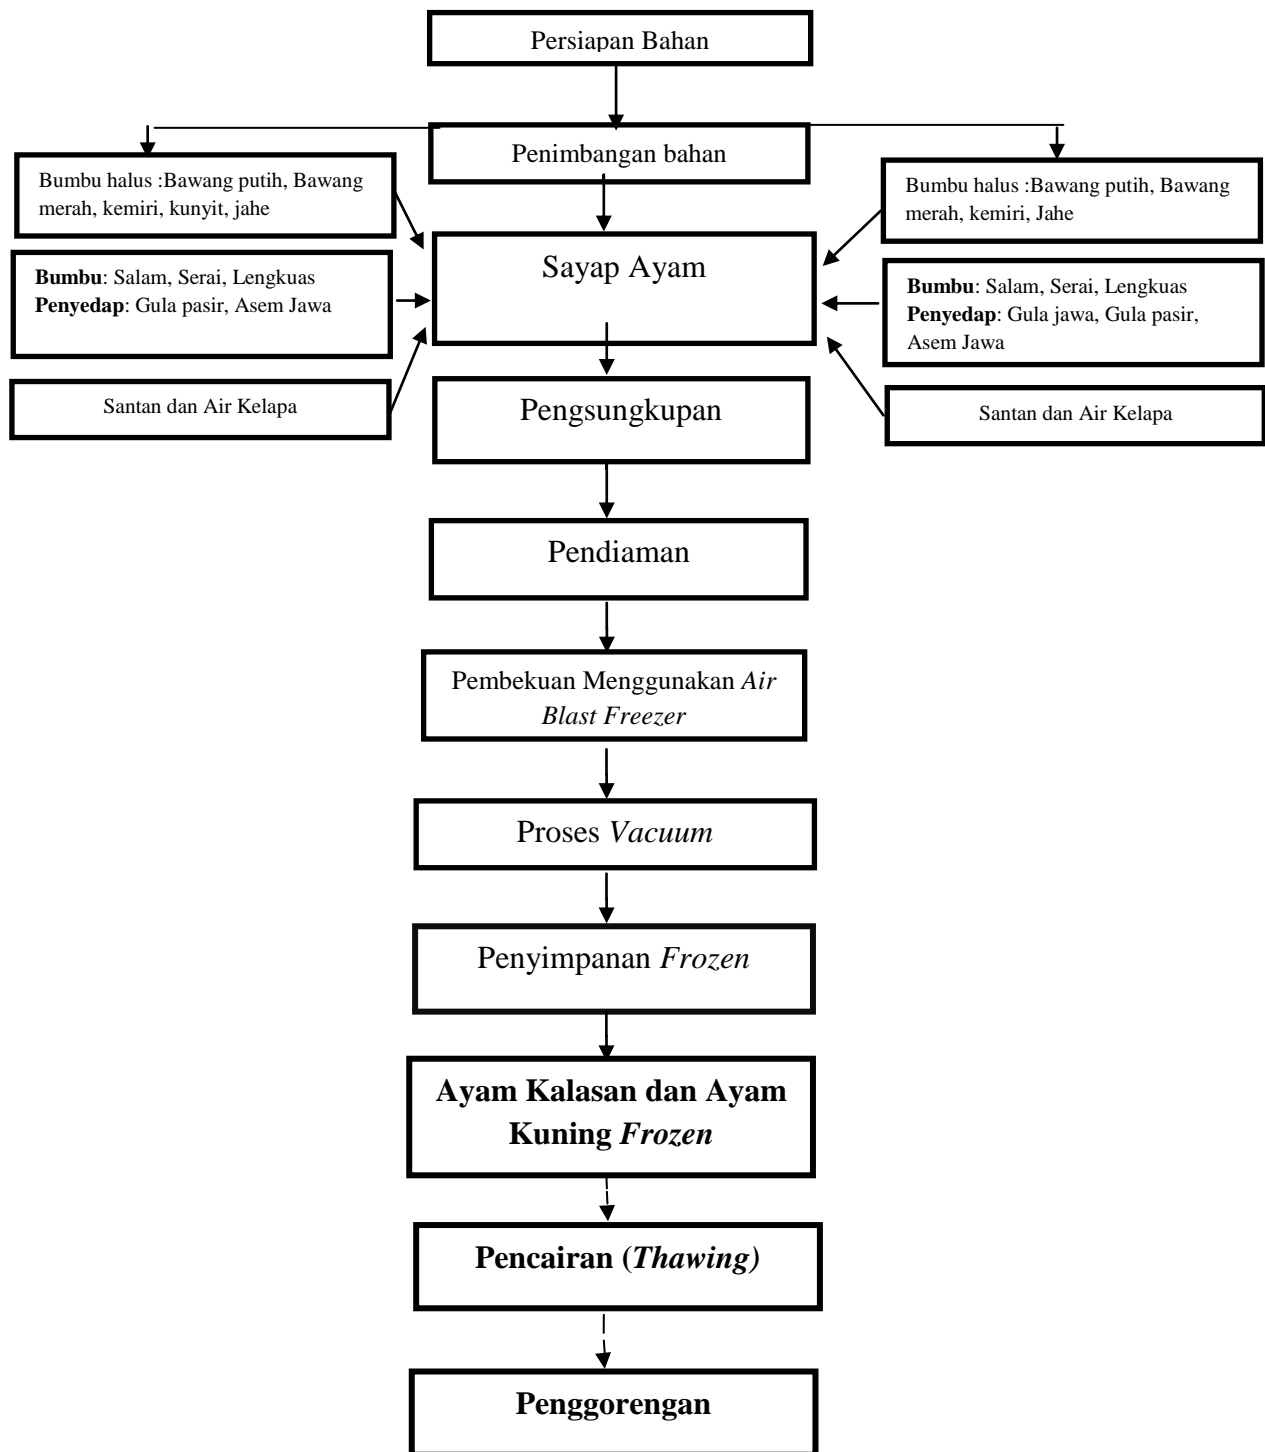 Persiapan Bahan
Penimbangan bahan
Bumbu halus :Bawang putih, Bawang
merah, kemiri, kunyit, jahe
Bumbu halus :Bawang putih, Bawang
merah, kemiri, Jahe
Sayap Ayam
Bumbu: Salam, Serai, Lengkuas
Penyedap: Gula pasir, Asem Jawa
Bumbu: Salam, Serai, Lengkuas
Penyedap: Gula jawa, Gula pasir,
Asem Jawa
Santan dan Air Kelapa
Santan dan Air Kelapa
Pengsungkupan
Pendiaman
Pembekuan Menggunakan Air
Blast Freezer
Proses Vacuum
Penyimpanan Frozen
Ayam Kalasan dan Ayam
Kuning Frozen
Pencairan (Thawing)
Penggorengan